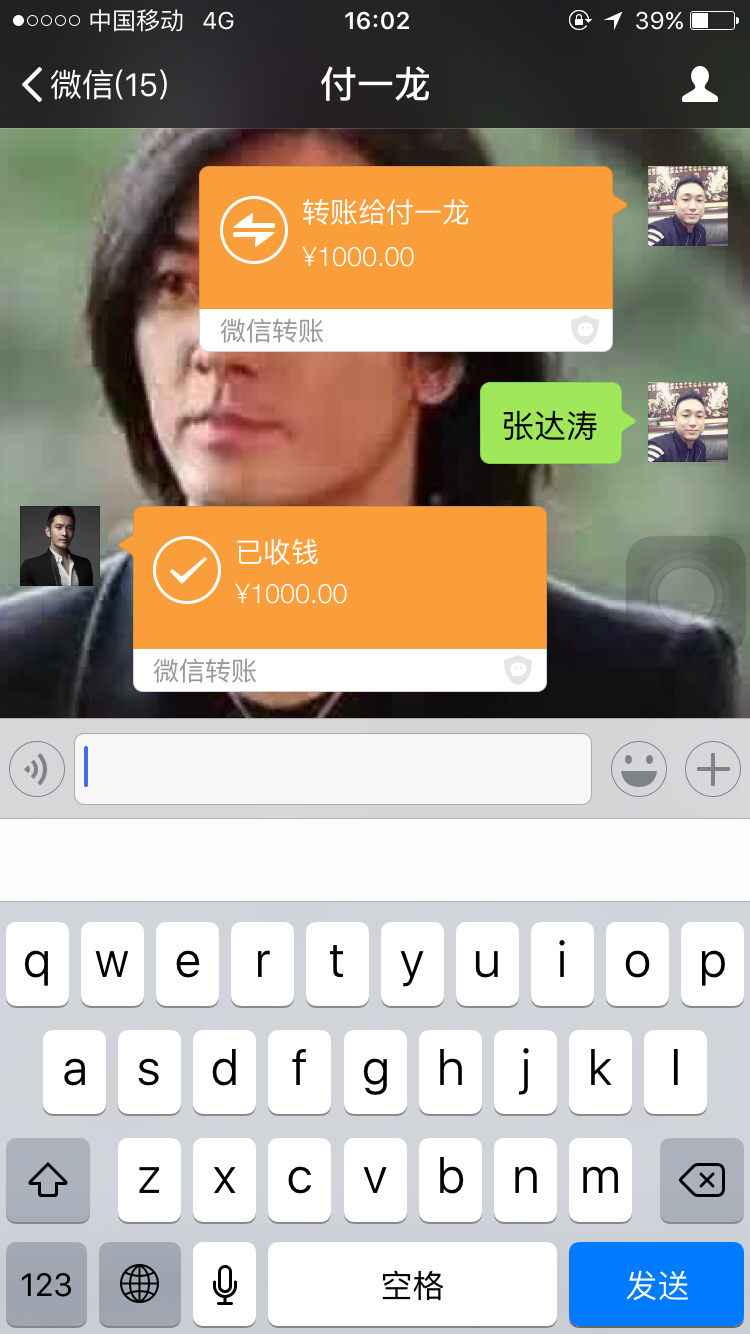 中国移动 4G 16:02 39%
微信(15) 付一龙
转账给付一龙
¥1000.00
微信转账
张达涛
已收钱
¥1000.00
微信转账
q w e r t y u i o p
a s d f g h j k l
z x c v b n m
123 空格 发送